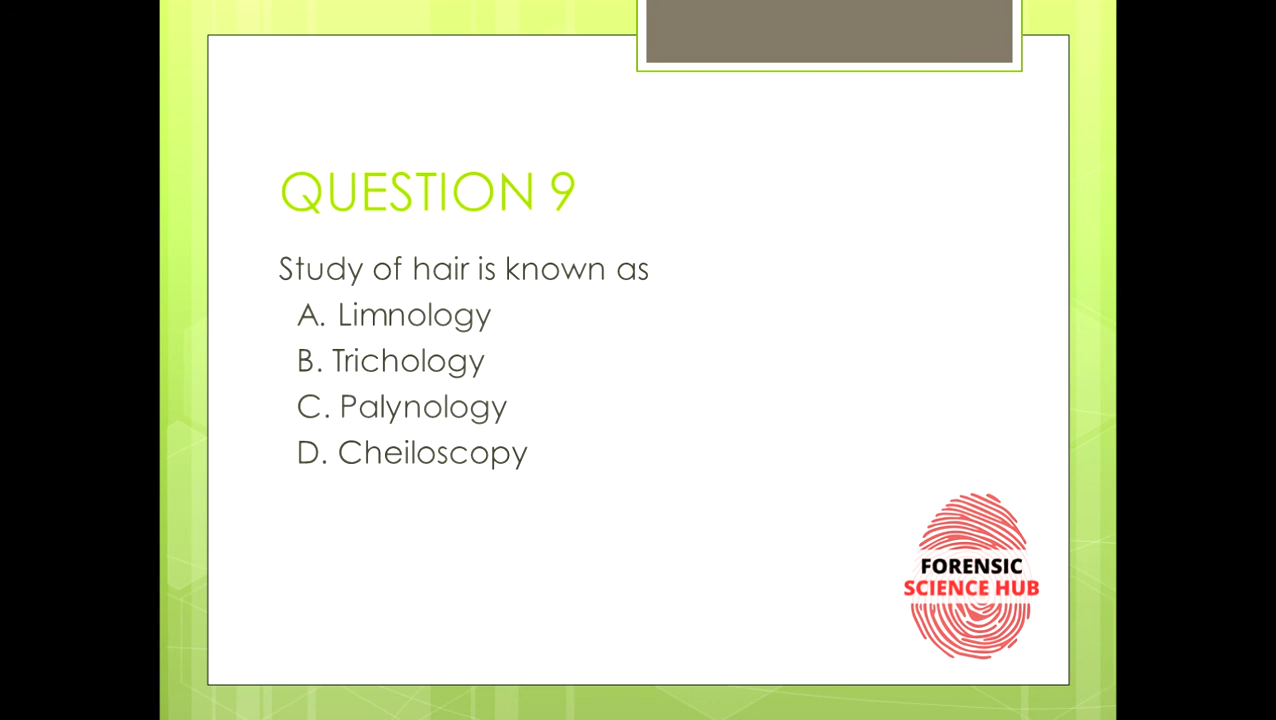 QUESTION 9
Study of hair is known as
A. Limnology
B. Trichology
C. Palynology
D. Cheiloscopy
FORENSIC
SCIENCE HUB